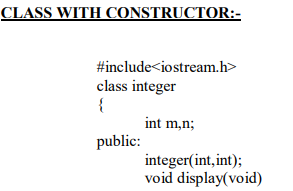 CLASS WITH CONSTRUCTOR:-
#include<iostream.h>
class integer
{
int m,n;
public:
integer(int,int);
void display(void)